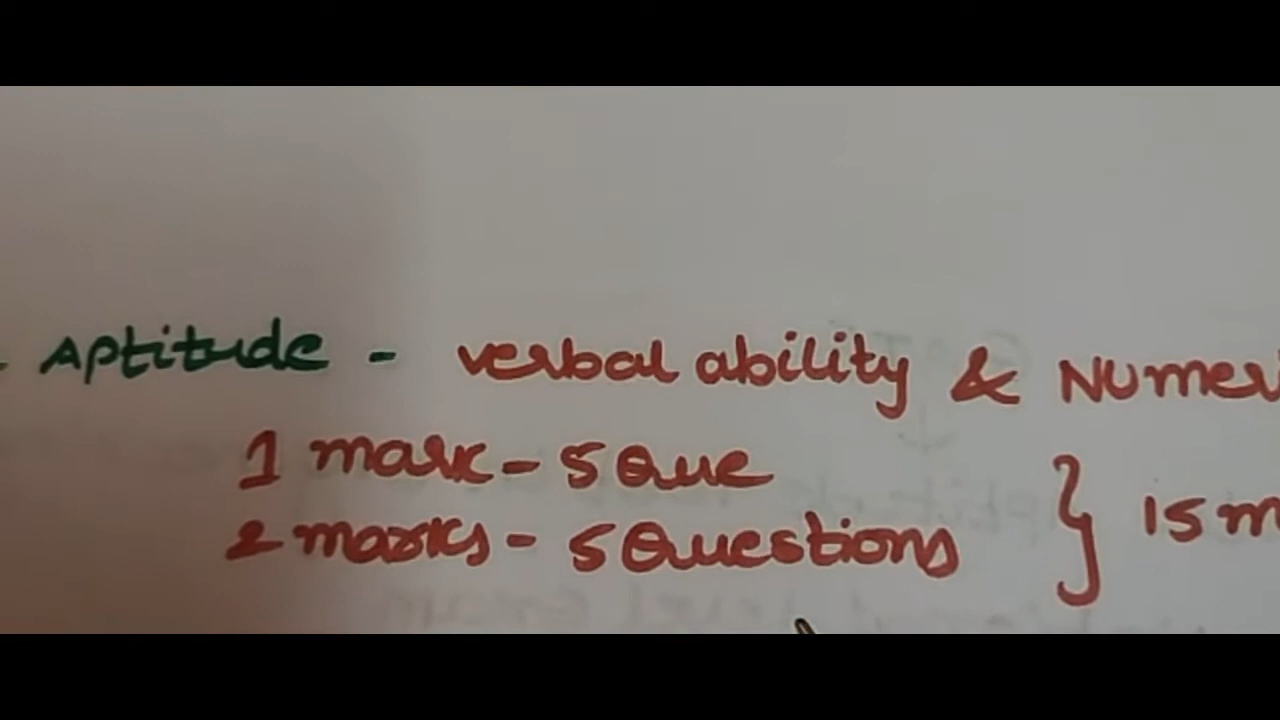 - Aptitude - verbal ability & Numer
1 mark - 5 Que
2 marks - 5 Questions } 15 m